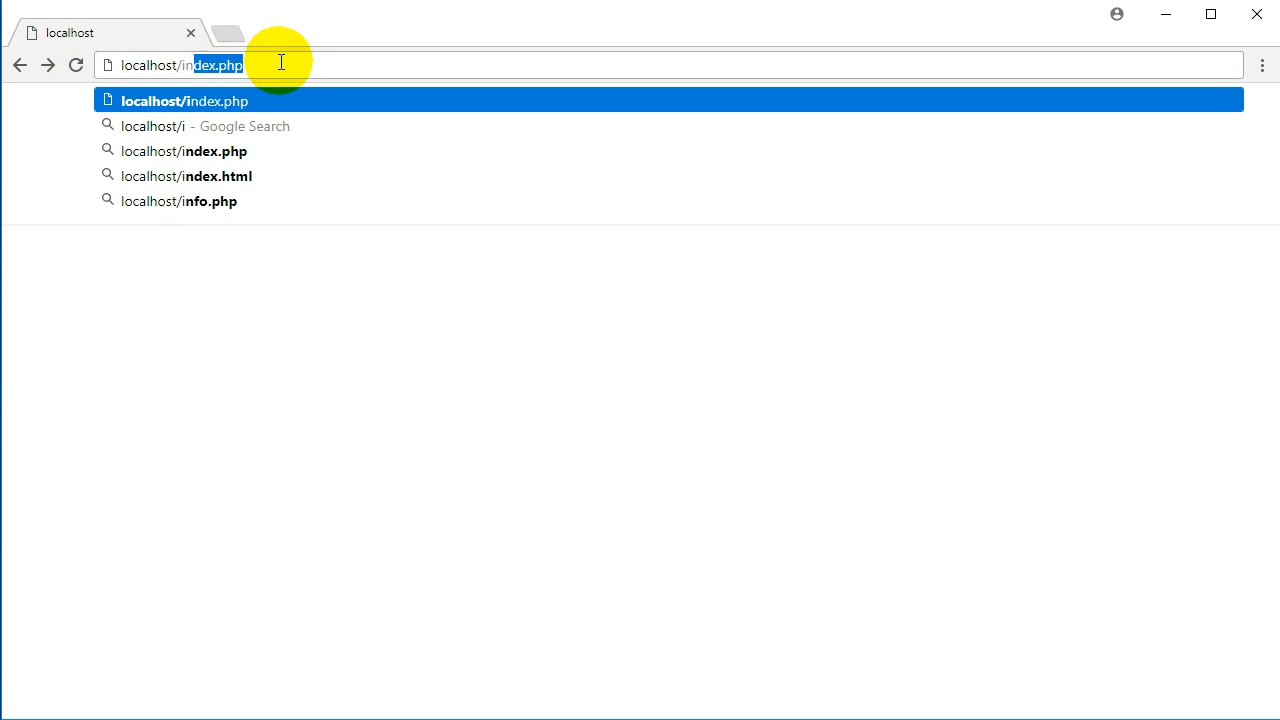 localhost
localhost/index.php
localhost/index.php
localhost/i - Google Search
localhost/index.php
localhost/index.html
localhost/info.php